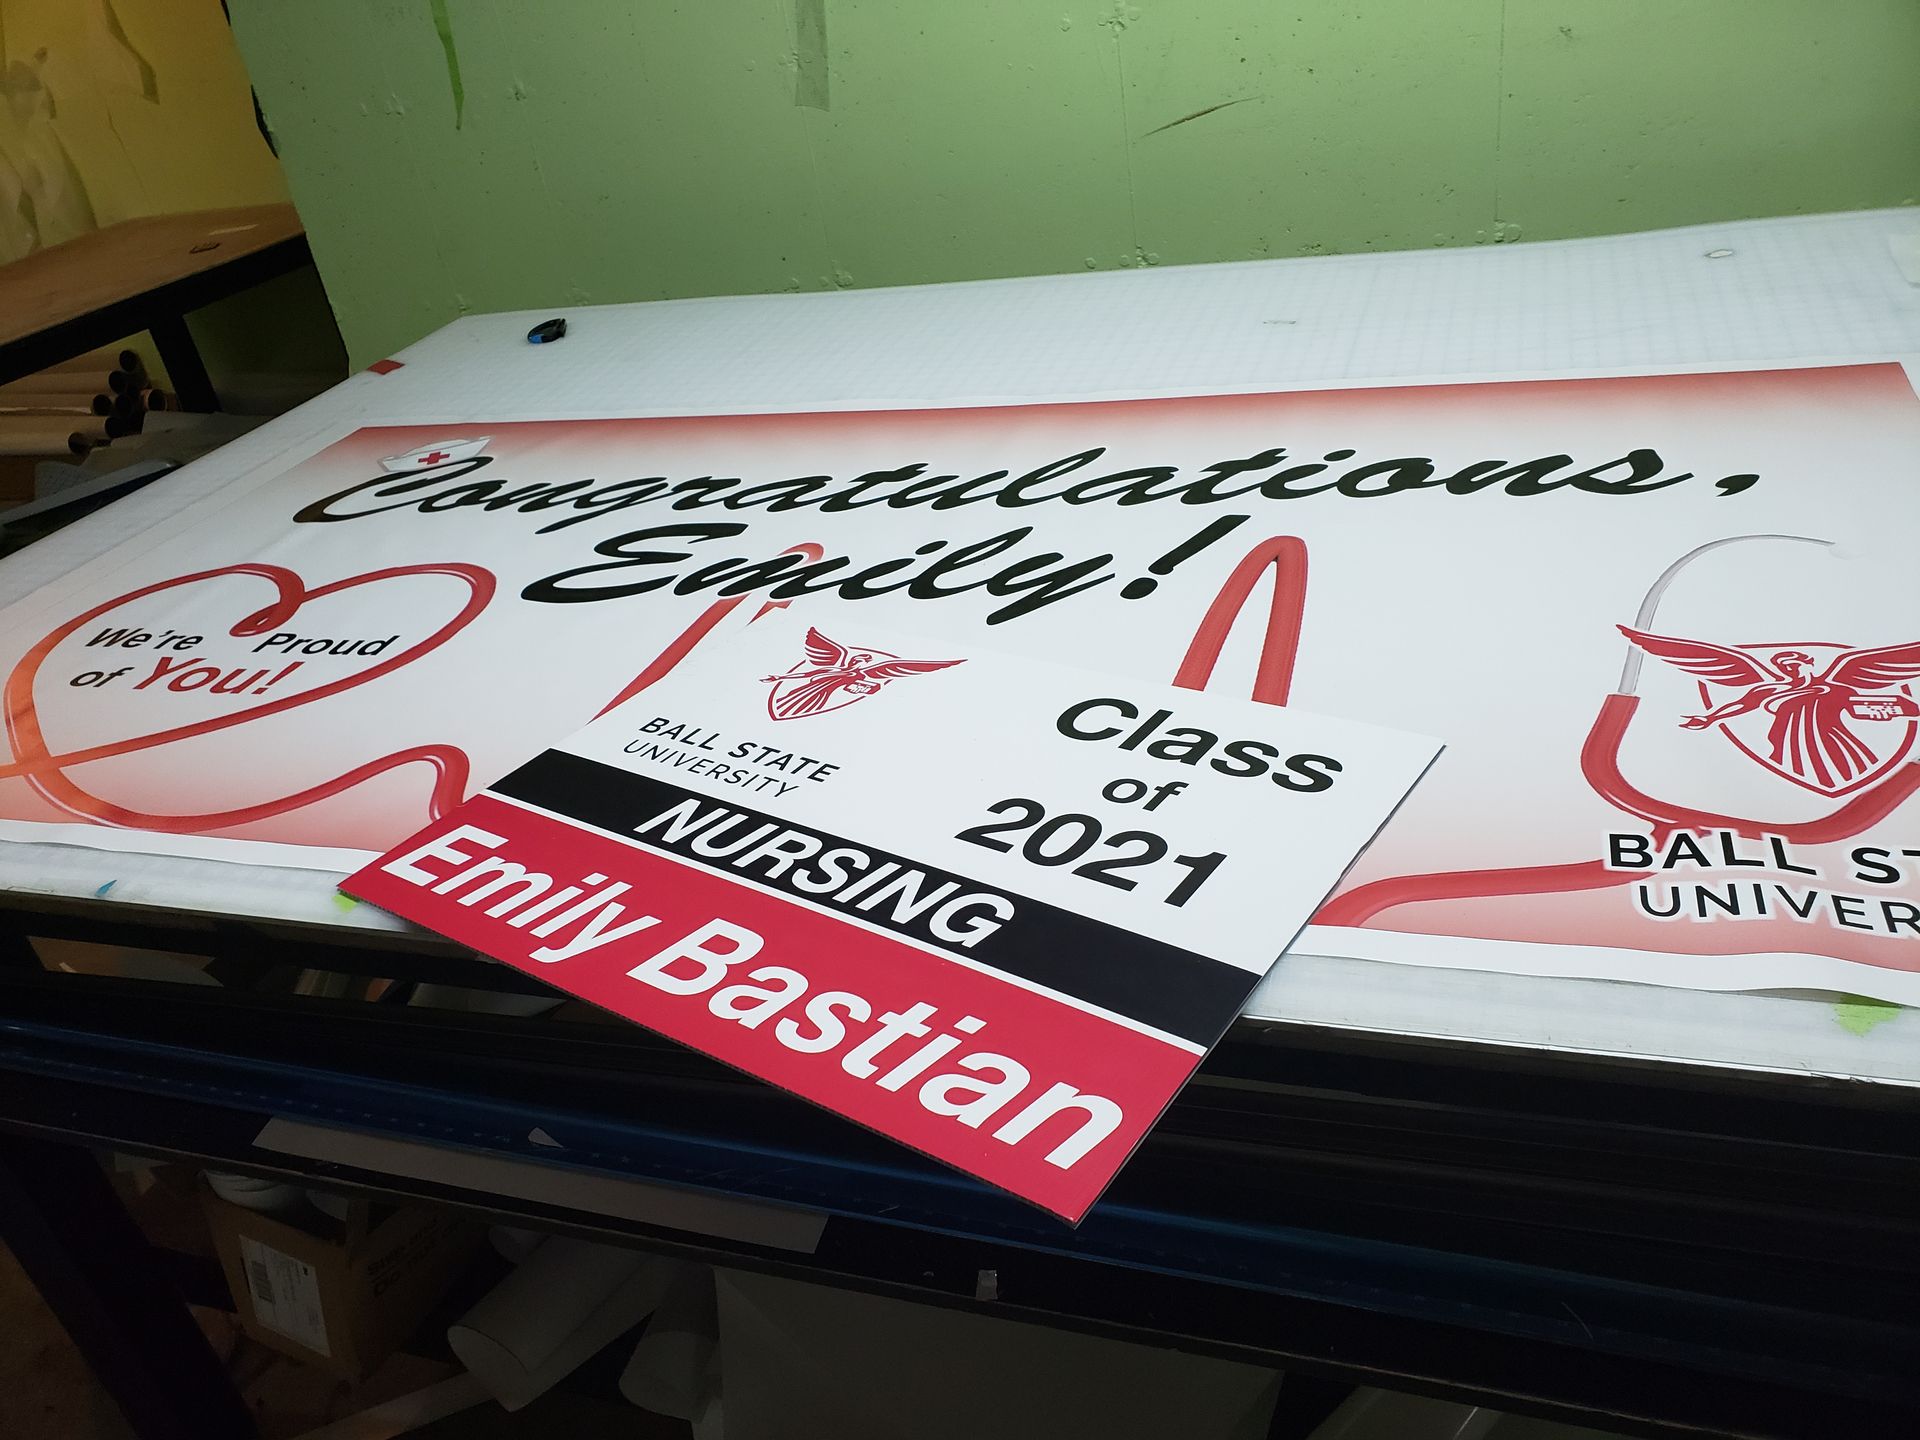 Congratulations,
Emily!
We're Proud
of You!
BALL STATE
UNIVERSITY
Class
of
2021
NURSING
Emily Bastian
BALL ST
UNIVER